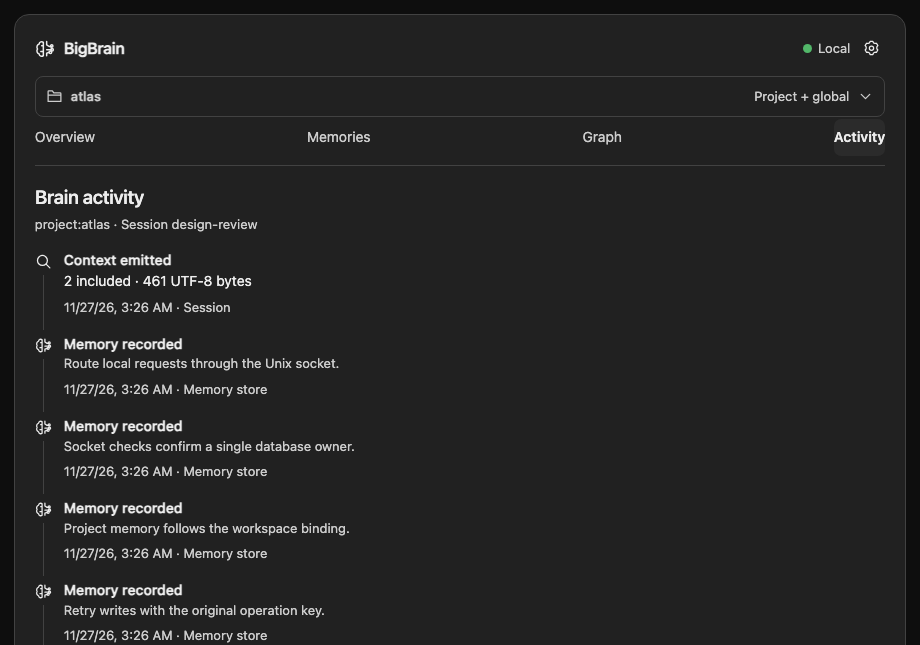 BigBrain
Local
atlas
Project + global
Overview
Memories
Graph
Activity
Brain activity
project:atlas · Session design-review
Context emitted
2 included · 461 UTF-8 bytes
11/27/26, 3:26 AM · Session
Memory recorded
Route local requests through the Unix socket.
11/27/26, 3:26 AM · Memory store
Memory recorded
Socket checks confirm a single database owner.
11/27/26, 3:26 AM · Memory store
Memory recorded
Project memory follows the workspace binding.
11/27/26, 3:26 AM · Memory store
Memory recorded
Retry writes with the original operation key.
11/27/26, 3:26 AM · Memory store